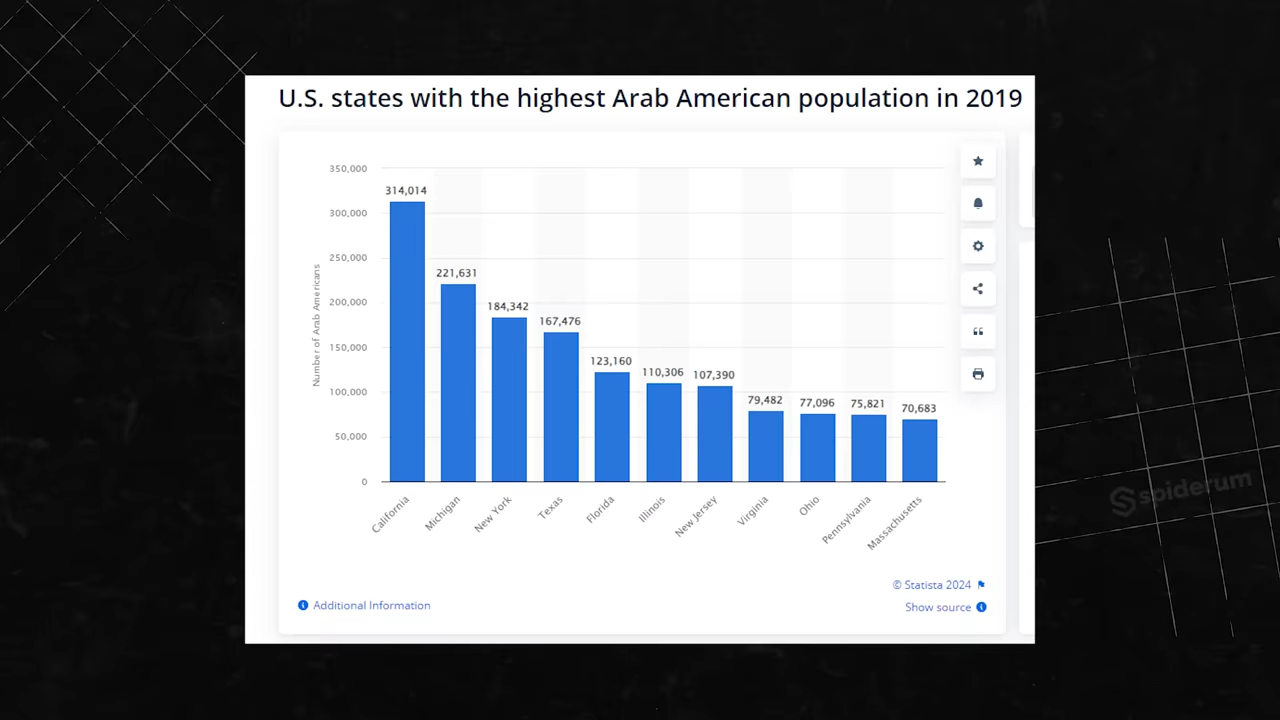 U.S. states with the highest Arab American population in 2019
350,000
300,000
250,000
200,000
150,000
100,000
50,000
0
Number of Arab Americans
314,014
221,631
184,342
167,476
123,160
110,306
107,390
79,482
77,096
75,821
70,683
California
Michigan
New York
Texas
Florida
Illinois
New Jersey
Virginia
Ohio
Pennsylvania
Massachusetts
© Statista 2024
Additional Information
Show source
spiderum